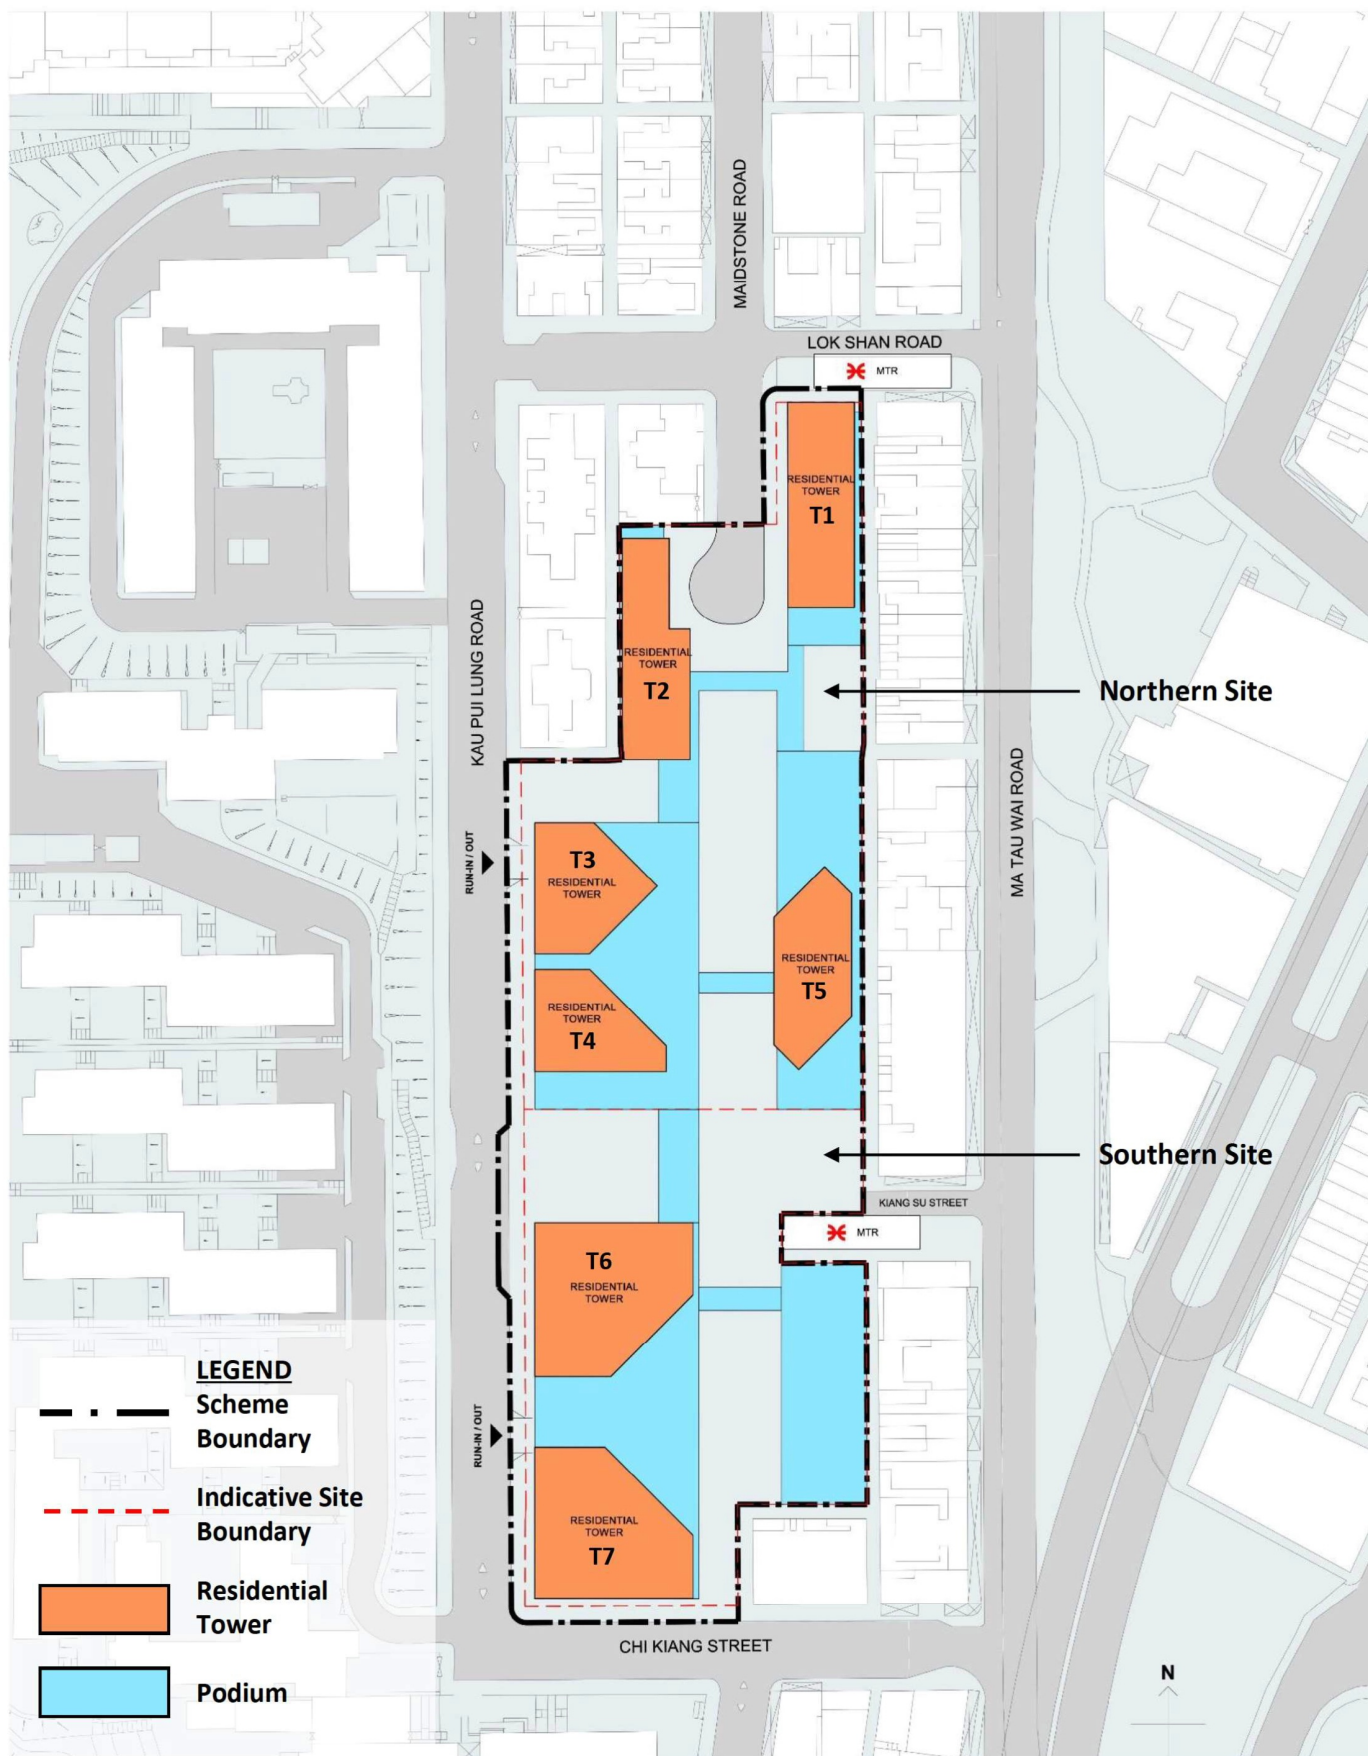 MAIDSTONE ROAD
LOK SHAN ROAD
MTR
RESIDENTIAL
TOWER
T1
KAU PUI LUNG ROAD
RESIDENTIAL
TOWER
T2
Northern Site
MA TAU WAI ROAD
RUN-IN / OUT
T3
RESIDENTIAL
TOWER
RESIDENTIAL
TOWER
T5
RESIDENTIAL
TOWER
T4
Southern Site
KIANG SU STREET
MTR
T6
RESIDENTIAL
TOWER
RUN-IN / OUT
RESIDENTIAL
TOWER
T7
CHI KIANG STREET
LEGEND
Scheme
Boundary
Indicative Site
Boundary
Residential
Tower
Podium
N